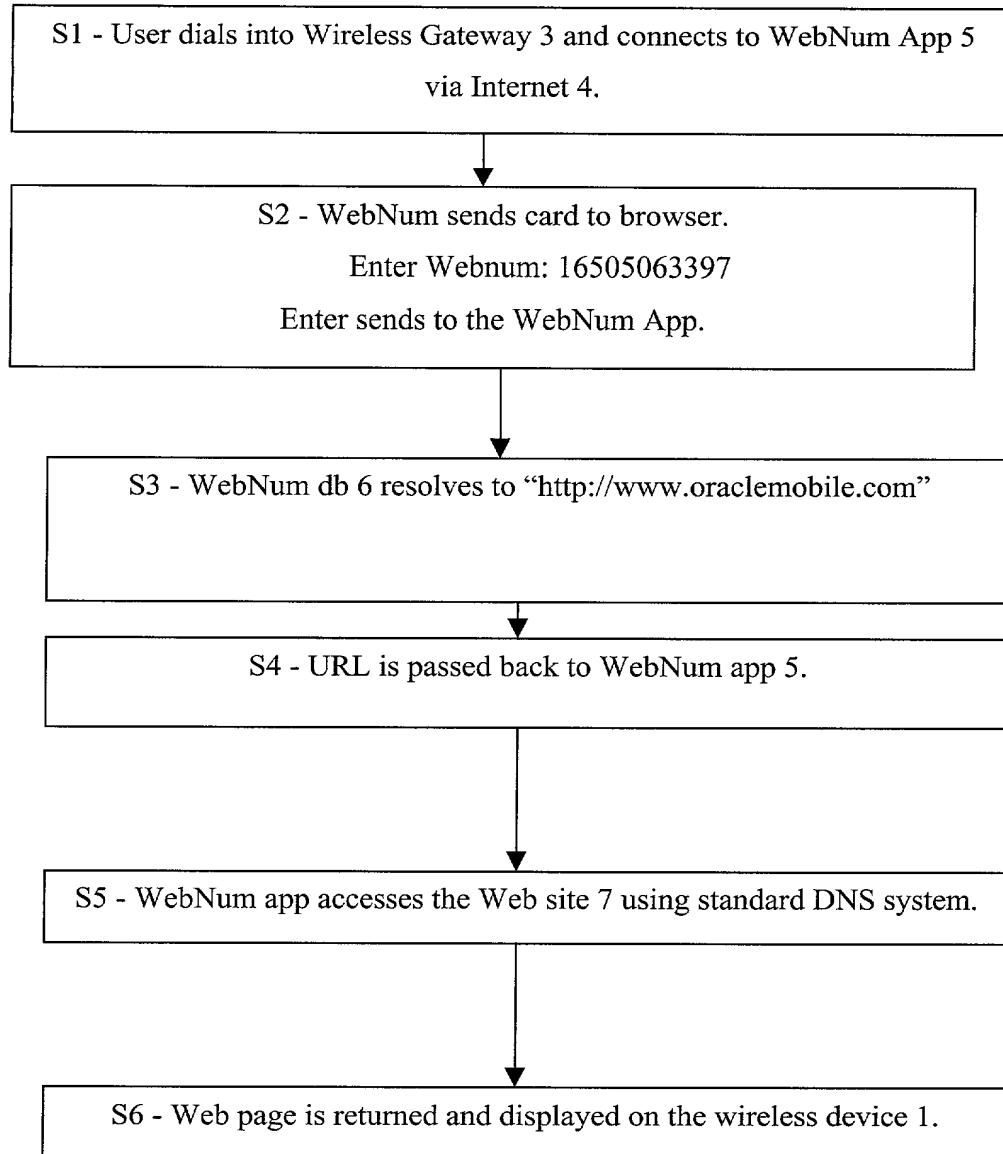 S1 - User dials into Wireless Gateway 3 and connects to WebNum App 5
via Internet 4.
S2 - WebNum sends card to browser.
Enter Webnum: 16505063397
Enter sends to the WebNum App.
S3 - WebNum db 6 resolves to “http://www.oraclemobile.com”
S4 - URL is passed back to WebNum app 5.
S5 - WebNum app accesses the Web site 7 using standard DNS system.
S6 - Web page is returned and displayed on the wireless device 1.